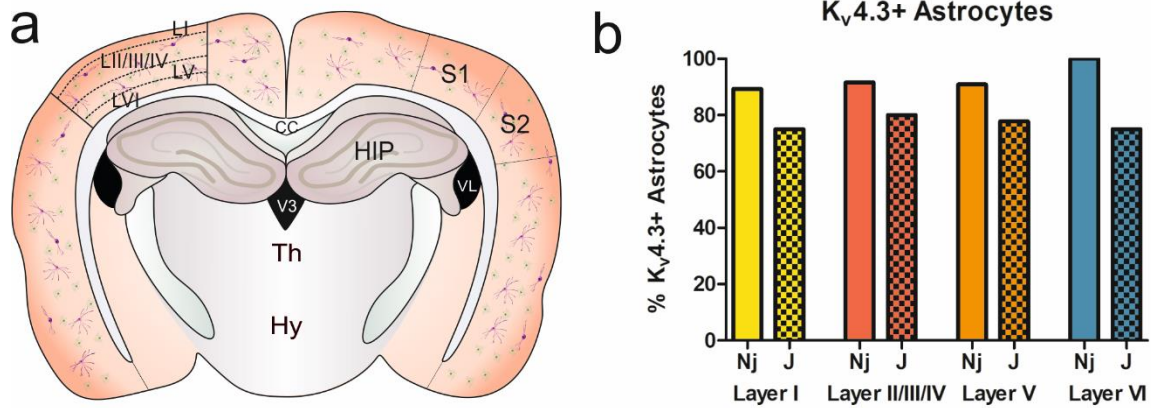 a
LI
LII/III/IV
LV
LVI
S1
S2
CC
HIP
VL
V3
Th
Hy
b
Kv4.3+ Astrocytes
% Kv4.3+ Astrocytes
100
80
60
40
20
0
Nj J Nj J Nj J Nj J
Layer I Layer II/III/IV Layer V Layer VI